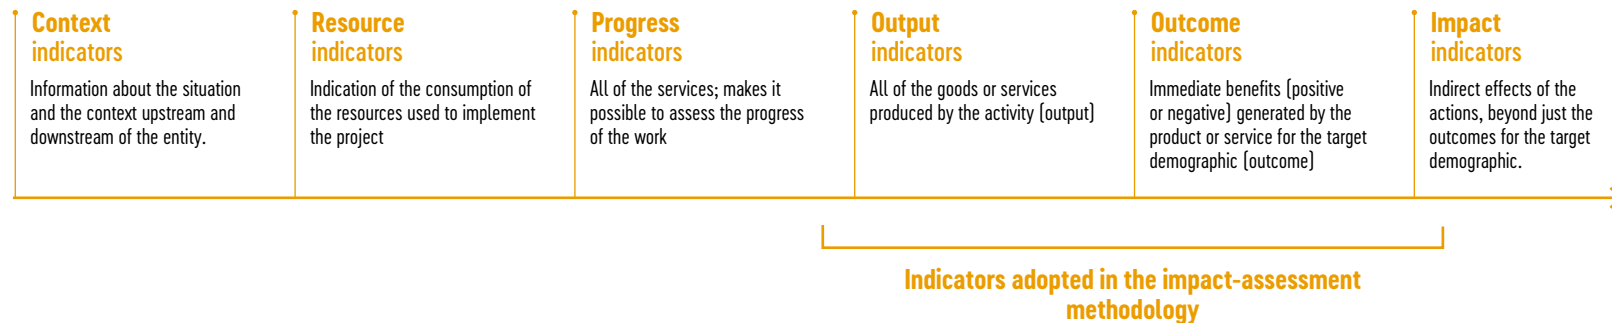 Context
indicators
Information about the situation
and the context upstream and
downstream of the entity.
Resource
indicators
Indication of the consumption of
the resources used to implement
the project
Progress
indicators
All of the services; makes it
possible to assess the progress
of the work
Output
indicators
All of the goods or services
produced by the activity (output)
Outcome
indicators
Immediate benefits (positive
or negative) generated by the
product or service for the target
demographic (outcome)
Impact
indicators
Indirect effects of the
actions, beyond just the
outcomes for the target
demographic.
Indicators adopted in the impact-assessment
methodology